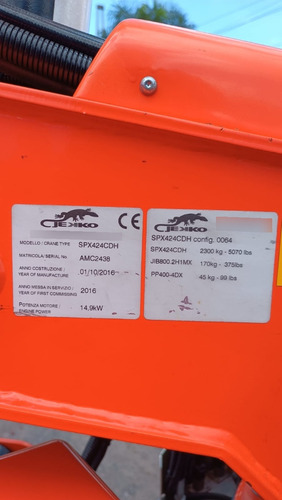 JEKKO
CE
MODELLO / CRANE TYPE SPX424CDH
MATRICOLA/ SERIAL No. AMC2436
ANNO COSTRUZIONE /
YEAR OF MANUFACTURE 01/10/2016
ANNO MESSA IN SERVIZIO /
YEAR OF FIRST COMMISSING 2016
POTENZA MOTORE /
ENGINE POWER 14,9kW
JEKKO
SPX424CDH config. 0064
SPX424CDH 2300 kg - 5070 lbs
JIB800.2H1MX 170kg - 375lbs
PP400-4DX 45 kg - 99 lbs